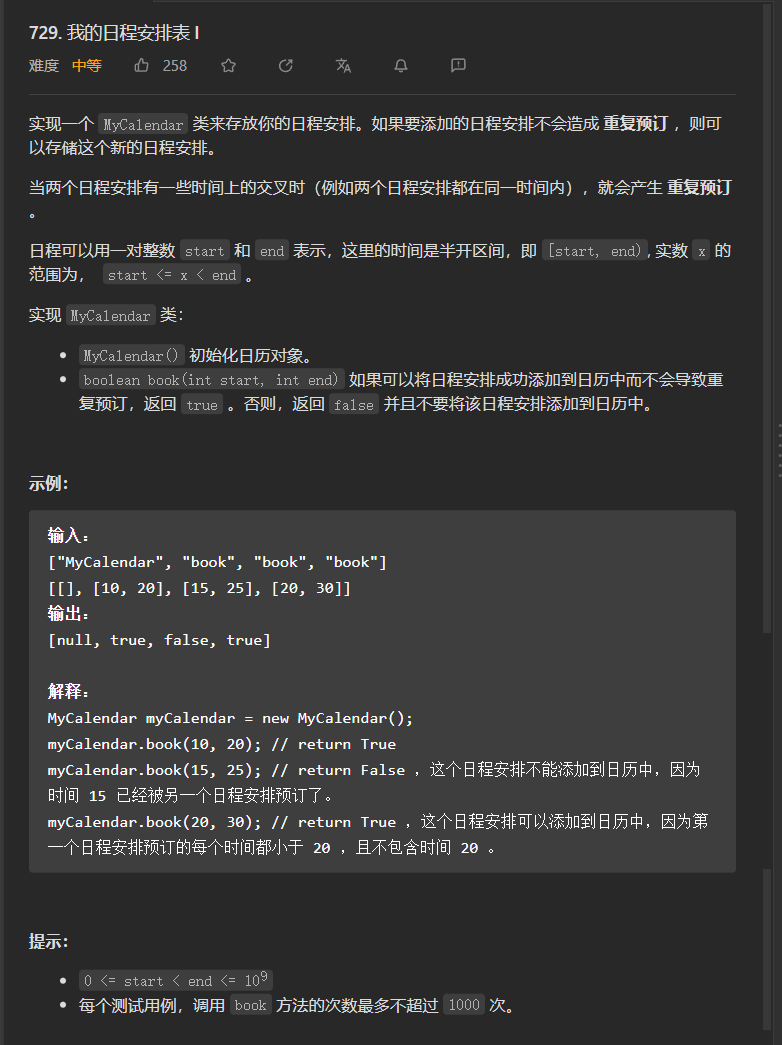 729. 我的日程安排表 I
难度 中等 258
实现一个 MyCalendar 类来存放你的日程安排。如果要添加的日程安排不会造成 重复预订 ，则可
以存储这个新的日程安排。
当两个日程安排有一些时间上的交叉时（例如两个日程安排都在同一时间内），就会产生 重复预订
。
日程可以用一对整数 start 和 end 表示，这里的时间是半开区间，即 [start, end), 实数 x 的
范围为， start <= x < end 。
实现 MyCalendar 类：
• MyCalendar() 初始化日历对象。
• boolean book(int start, int end) 如果可以将日程安排成功添加到日历中而不会导致重
复预订，返回 true 。否则，返回 false 并且不要将该日程安排添加到日历中。
示例：
输入：
["MyCalendar", "book", "book", "book"]
[[], [10, 20], [15, 25], [20, 30]]
输出：
[null, true, false, true]
解释：
MyCalendar myCalendar = new MyCalendar();
myCalendar.book(10, 20); // return True
myCalendar.book(15, 25); // return False ，这个日程安排不能添加到日历中，因为
时间 15 已经被另一个日程安排预订了。
myCalendar.book(20, 30); // return True ，这个日程安排可以添加到日历中，因为第
一个日程安排预订的每个时间都小于 20 ，且不包含时间 20 。
提示：
• 0 <= start < end <= 10⁹
• 每个测试用例，调用 book 方法的次数最多不超过 1000 次。